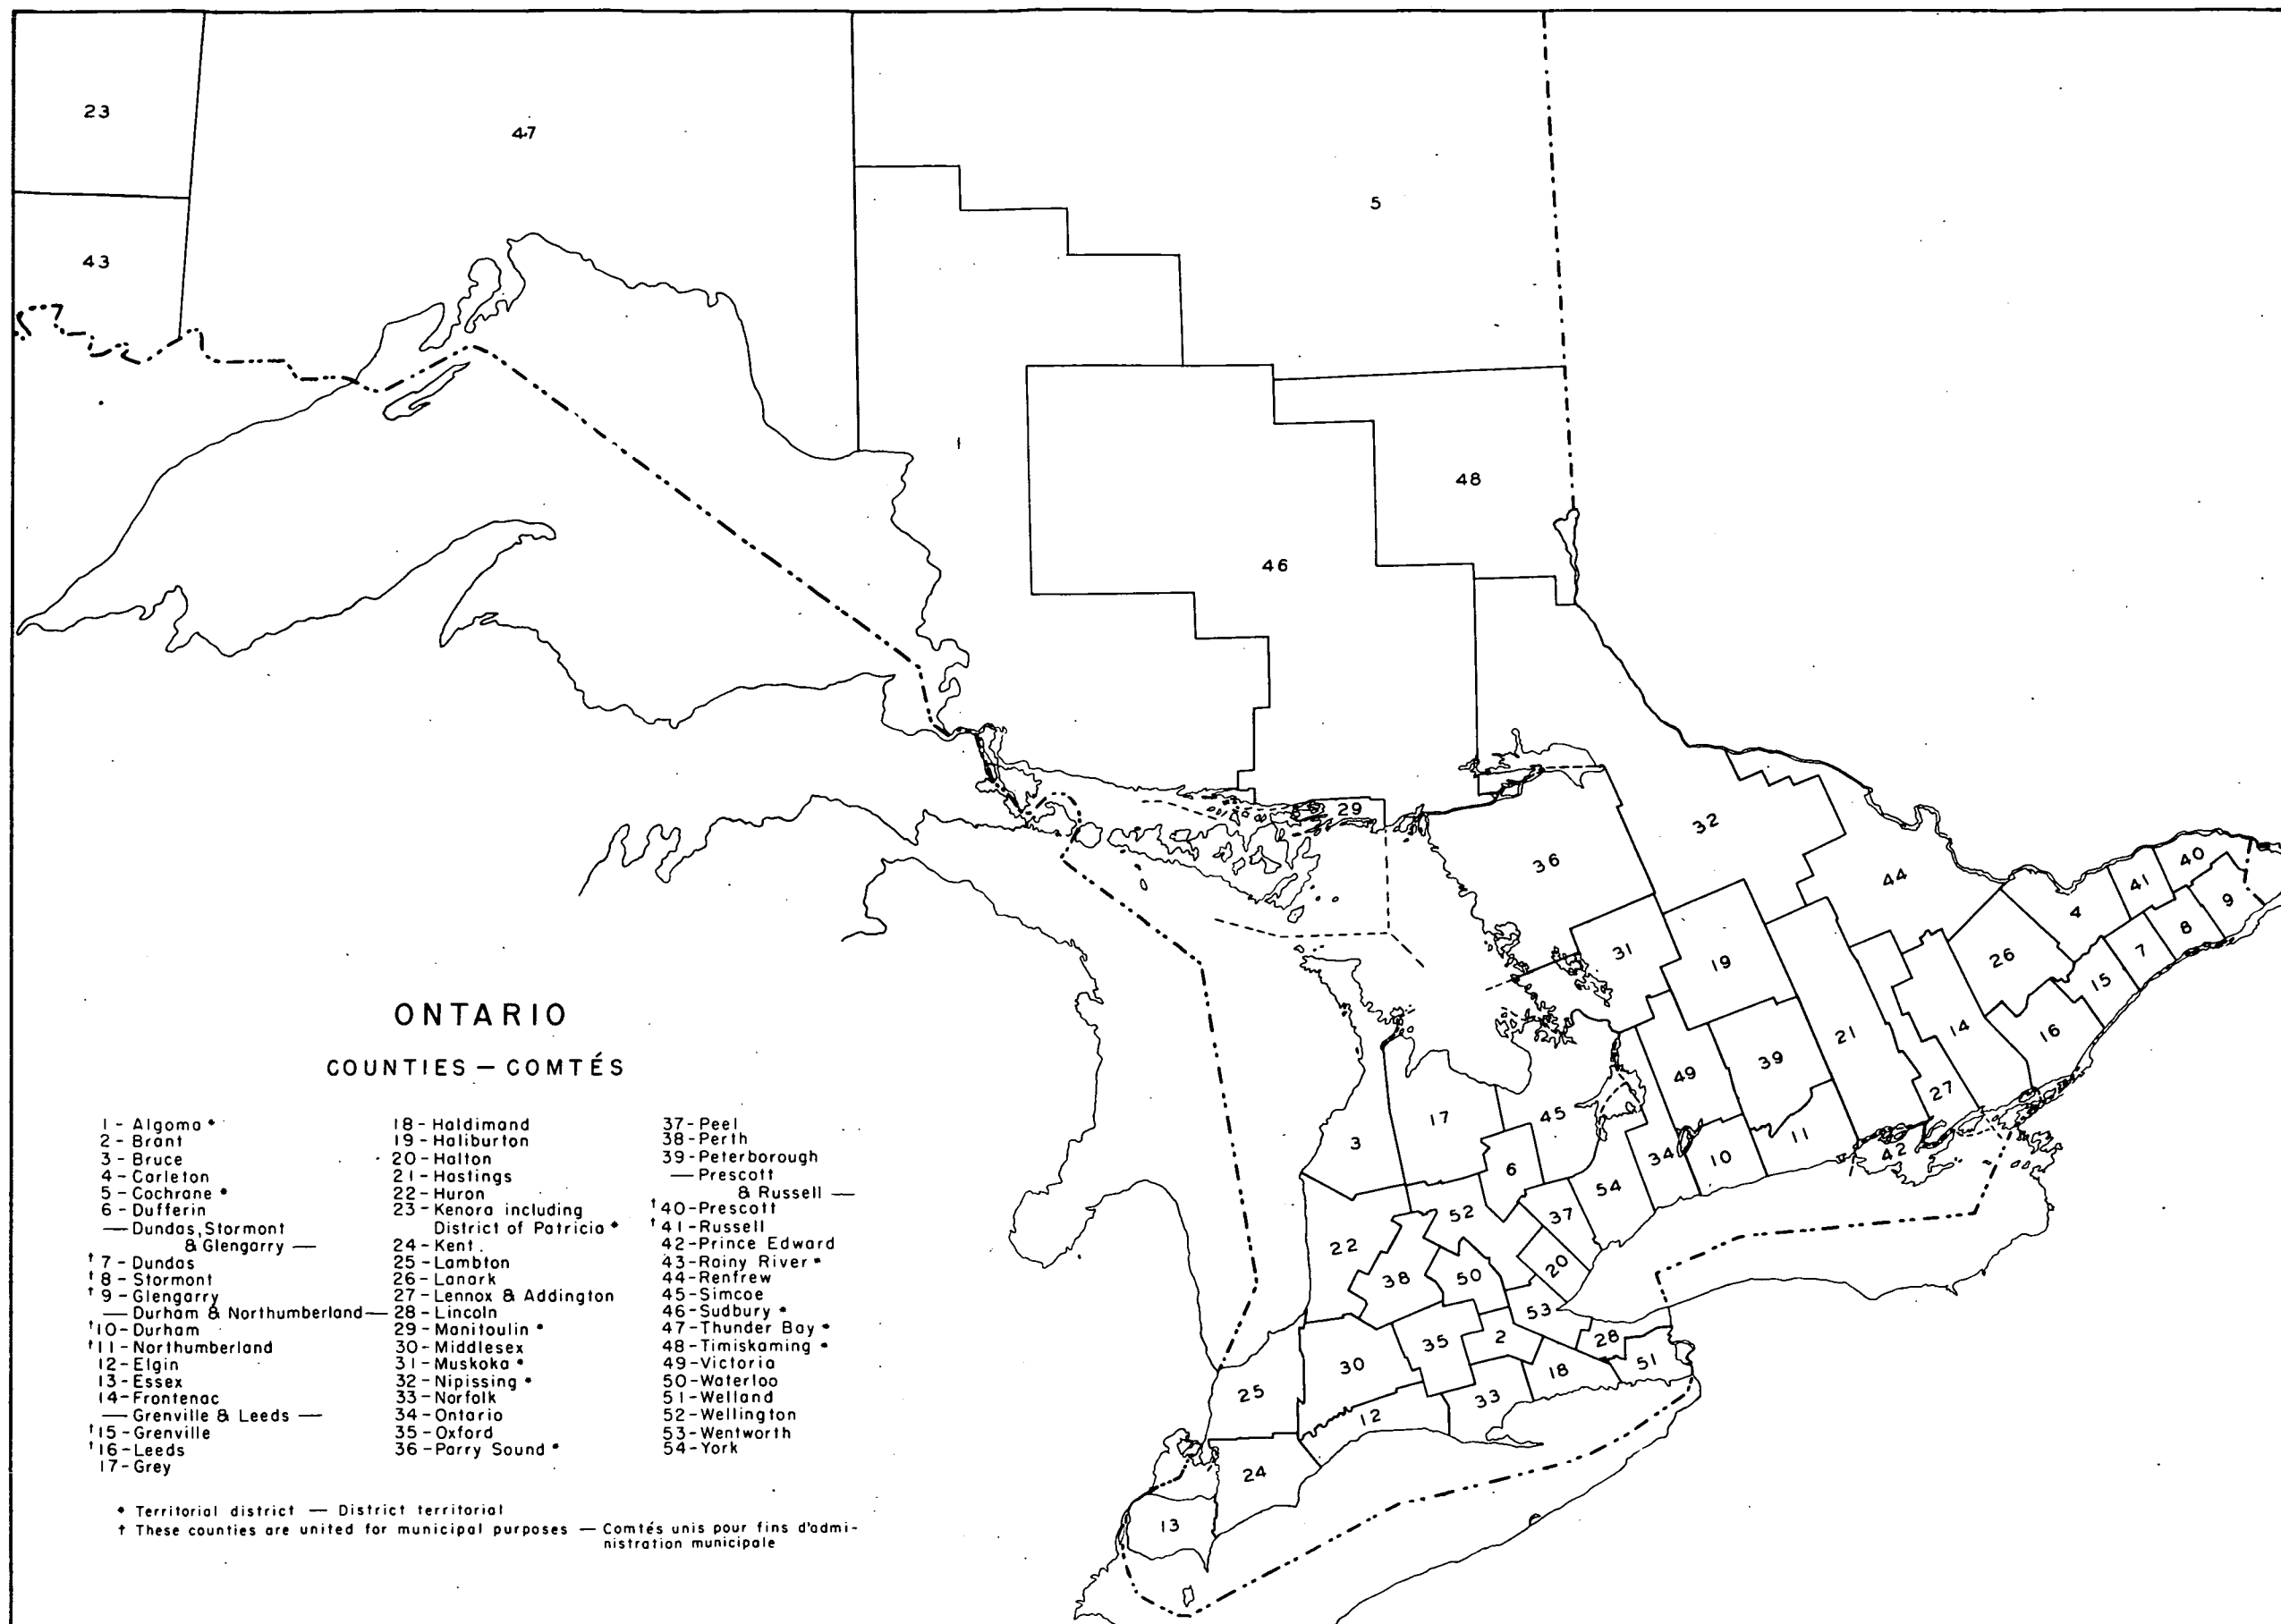 23
47
5
43
1
48
46
29
32
36
40
41
44
9
4
8
7
31
19
26
15
14
21
16
39
49
27
45
17
11
3
42
34
10
6
54
37
52
22
20
38
50
53
35
2
28
30
18
51
25
33
12
24
13
ONTARIO
COUNTIES — COMTÉS
1 - Algoma *
2 - Brant
3 - Bruce
4 - Carleton
5 - Cochrane *
6 - Dufferin
— Dundas, Stormont
& Glengarry —
† 7 - Dundas
† 8 - Stormont
† 9 - Glengarry
— Durham & Northumberland —
† 10 - Durham
† 11 - Northumberland
12 - Elgin
13 - Essex
14 - Frontenac
— Grenville & Leeds —
† 15 - Grenville
† 16 - Leeds
17 - Grey
18 - Haldimand
19 - Haliburton
20 - Halton
21 - Hastings
22 - Huron
23 - Kenora including
District of Patricia *
24 - Kent
25 - Lambton
26 - Lanark
27 - Lennox & Addington
28 - Lincoln
29 - Manitoulin *
30 - Middlesex
31 - Muskoka *
32 - Nipissing *
33 - Norfolk
34 - Ontario
35 - Oxford
36 - Parry Sound *
37 - Peel
38 - Perth
39 - Peterborough
— Prescott
& Russell —
† 40 - Prescott
† 41 - Russell
42 - Prince Edward
43 - Rainy River *
44 - Renfrew
45 - Simcoe
46 - Sudbury *
47 - Thunder Bay *
48 - Timiskaming *
49 - Victoria
50 - Waterloo
51 - Welland
52 - Wellington
53 - Wentworth
54 - York
* Territorial district — District territorial
† These counties are united for municipal purposes — Comtés unis pour fins d'admi-
nistration municipale